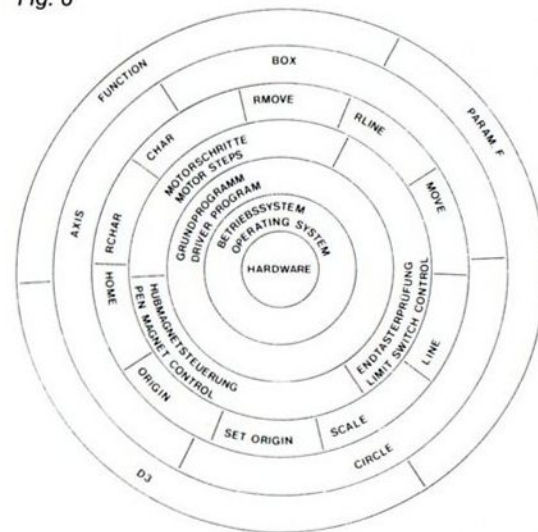 Fig. 6
FUNCTION
PARAM.F
D3
BOX
AXIS
CIRCLE
CHAR
RMOVE
RLINE
MOVE
LINE
SCALE
SET ORIGIN
ORIGIN
HOME
RCHAR
MOTORSCHRITTE
MOTOR STEPS
ENDTASTERPRÜFUNG
LIMIT SWITCH CONTROL
HUBMAGNETSTEUERUNG
PEN MAGNET CONTROL
GRUNDPROGRAMM
DRIVER PROGRAM
BETRIEBSSYSTEM
OPERATING SYSTEM
HARDWARE